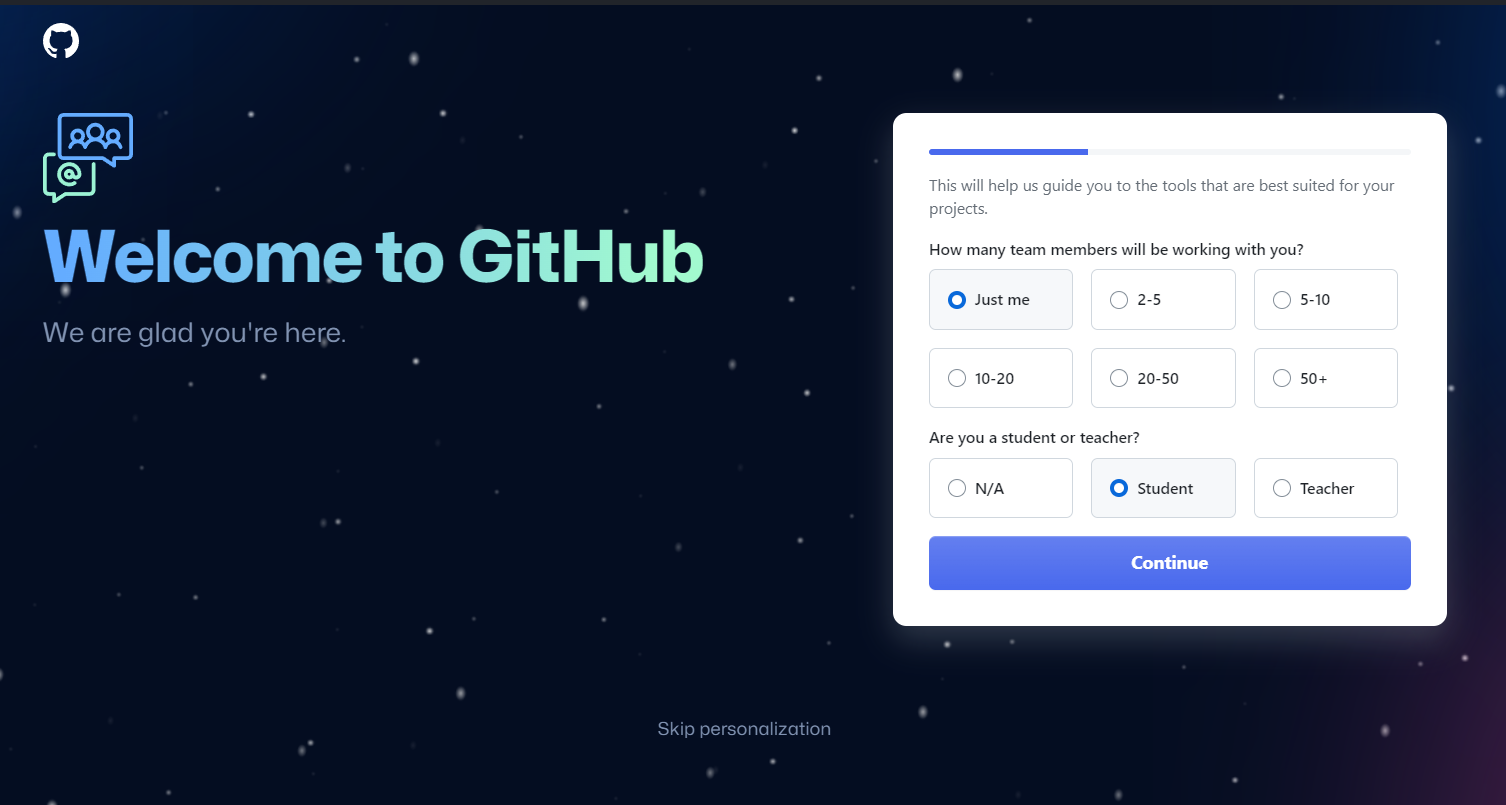 Welcome to GitHub
We are glad you're here.
This will help us guide you to the tools that are best suited for your
projects.
How many team members will be working with you?
Just me
2-5
5-10
10-20
20-50
50+
Are you a student or teacher?
N/A
Student
Teacher
Continue
Skip personalization